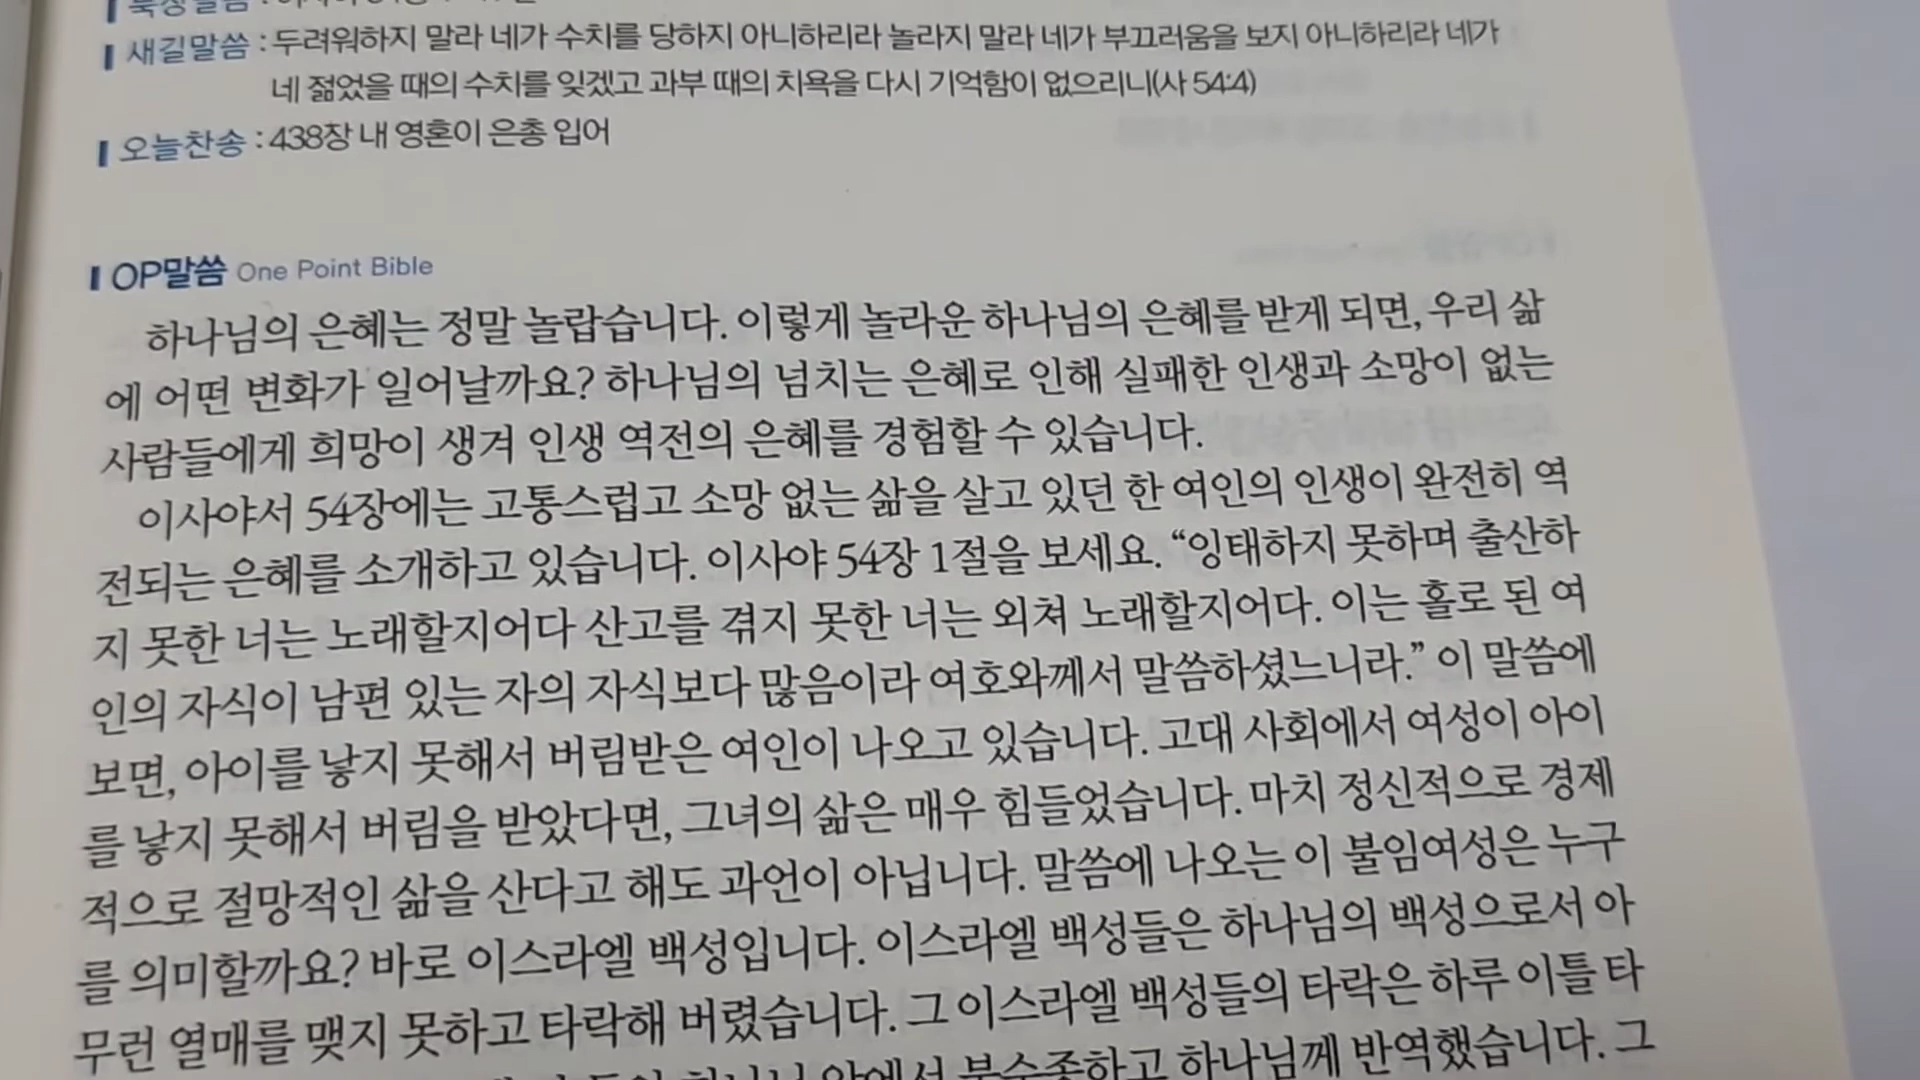 새길말씀 : 두려워하지 말라 네가 수치를 당하지 아니하리라 놀라지 말라 네가 부끄러움을 보지 아니하리라 네가
네 젊었을 때의 수치를 잊겠고 과부 때의 치욕을 다시 기억함이 없으리니(사 54:4)
오늘찬송 : 438장 내 영혼이 은총 입어
OP말씀 One Point Bible
하나님의 은혜는 정말 놀랍습니다. 이렇게 놀라운 하나님의 은혜를 받게 되면, 우리 삶
에 어떤 변화가 일어날까요? 하나님의 넘치는 은혜로 인해 실패한 인생과 소망이 없는
사람들에게 희망이 생겨 인생 역전의 은혜를 경험할 수 있습니다.
이사야서 54장에는 고통스럽고 소망 없는 삶을 살고 있던 한 여인의 인생이 완전히 역
전되는 은혜를 소개하고 있습니다. 이사야 54장 1절을 보세요. “잉태하지 못하며 출산하
지 못한 너는 노래할지어다 산고를 겪지 못한 너는 외쳐 노래할지어다. 이는 홀로 된 여
인의 자식이 남편 있는 자의 자식보다 많음이라 여호와께서 말씀하셨느니라.” 이 말씀에
보면, 아이를 낳지 못해서 버림받은 여인이 나오고 있습니다. 고대 사회에서 여성이 아이
를 낳지 못해서 버림을 받았다면, 그녀의 삶은 매우 힘들었습니다. 마치 정신적으로 경제
적으로 절망적인 삶을 산다고 해도 과언이 아닙니다. 말씀에 나오는 이 불임여성은 누구
를 의미할까요? 바로 이스라엘 백성입니다. 이스라엘 백성들은 하나님의 백성으로서 아
무런 열매를 맺지 못하고 타락해 버렸습니다. 그 이스라엘 백성들의 타락은 하루 이틀 타
하나님 앞에서 불순종하고 하나님께 반역했습니다. 그